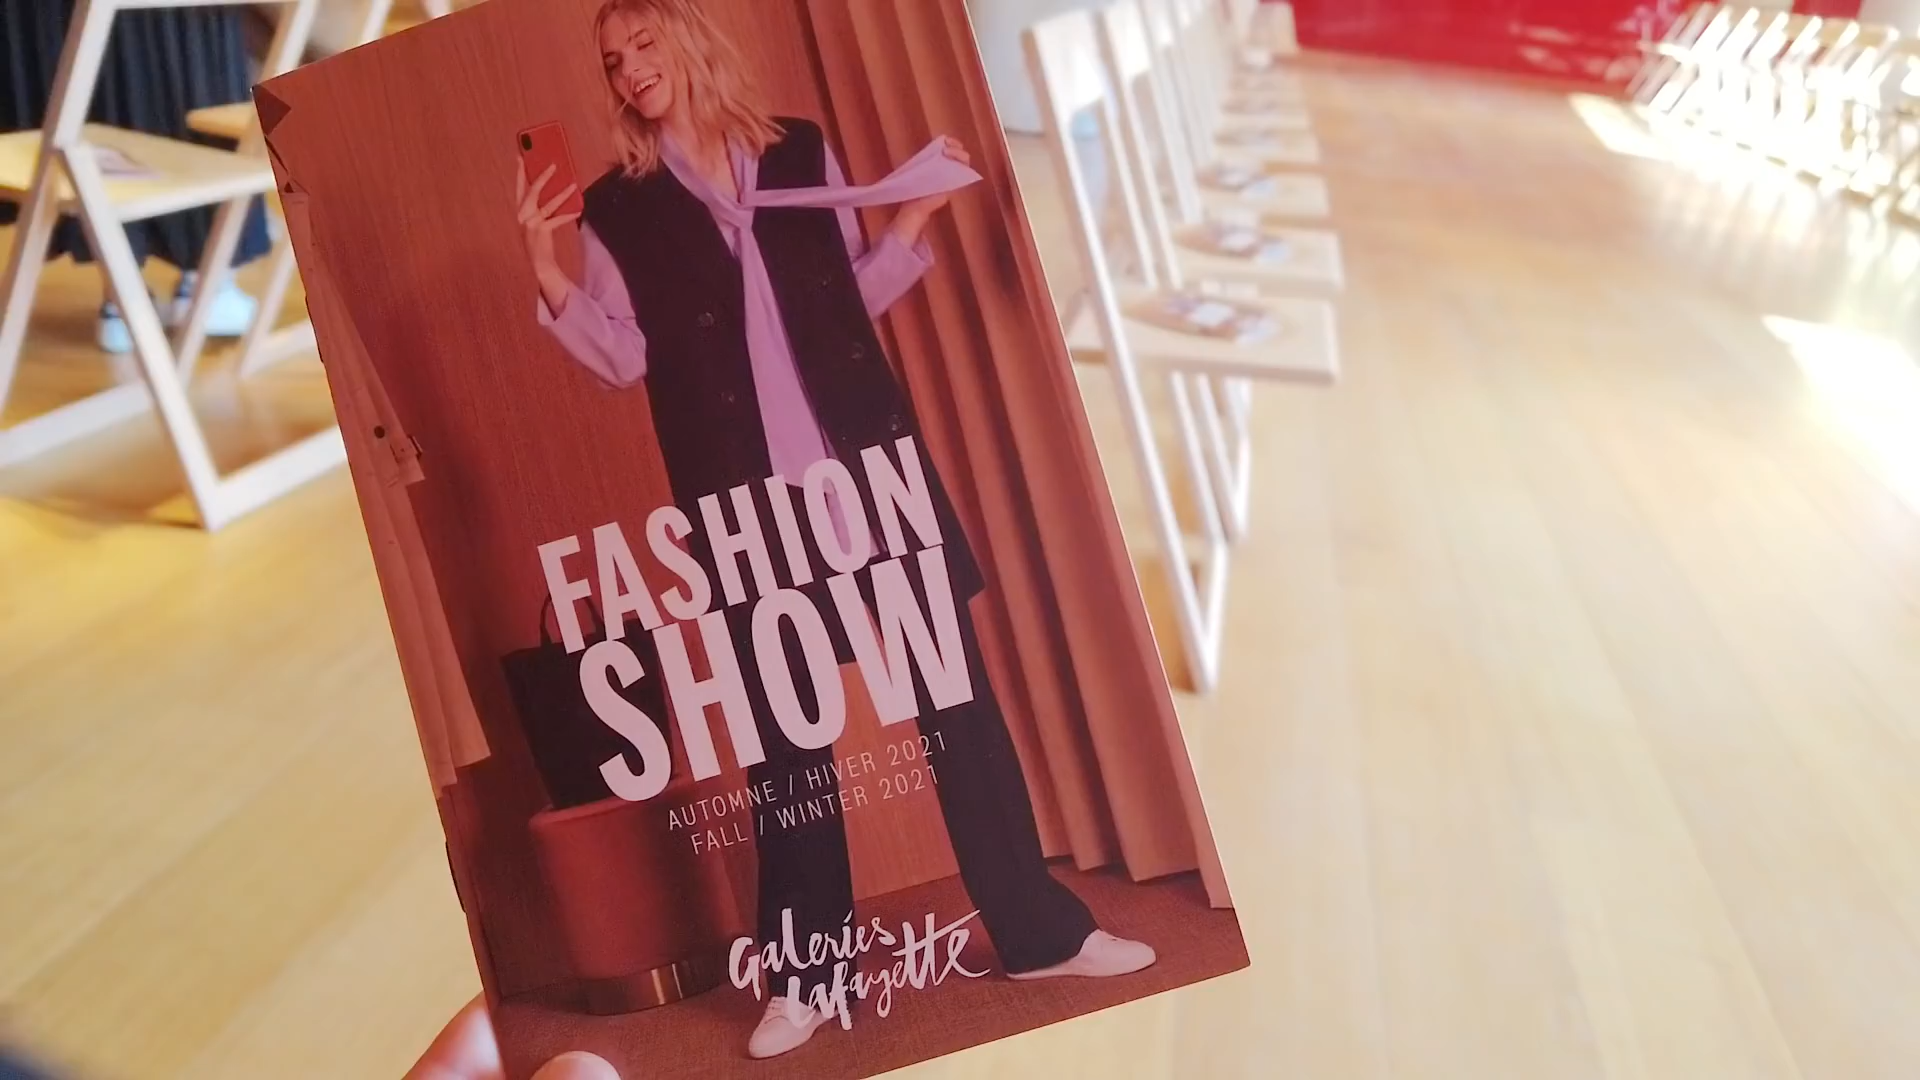 FASHION
SHOW
AUTOMNE / HIVER 2021
FALL / WINTER 2021
Galeries
Lafayette